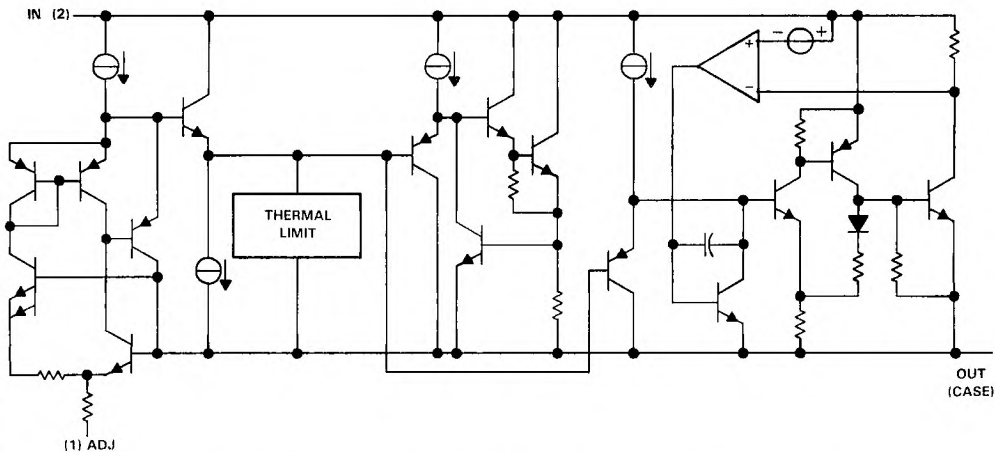 IN (2)
THERMAL
LIMIT
OUT
(CASE)
(1) ADJ